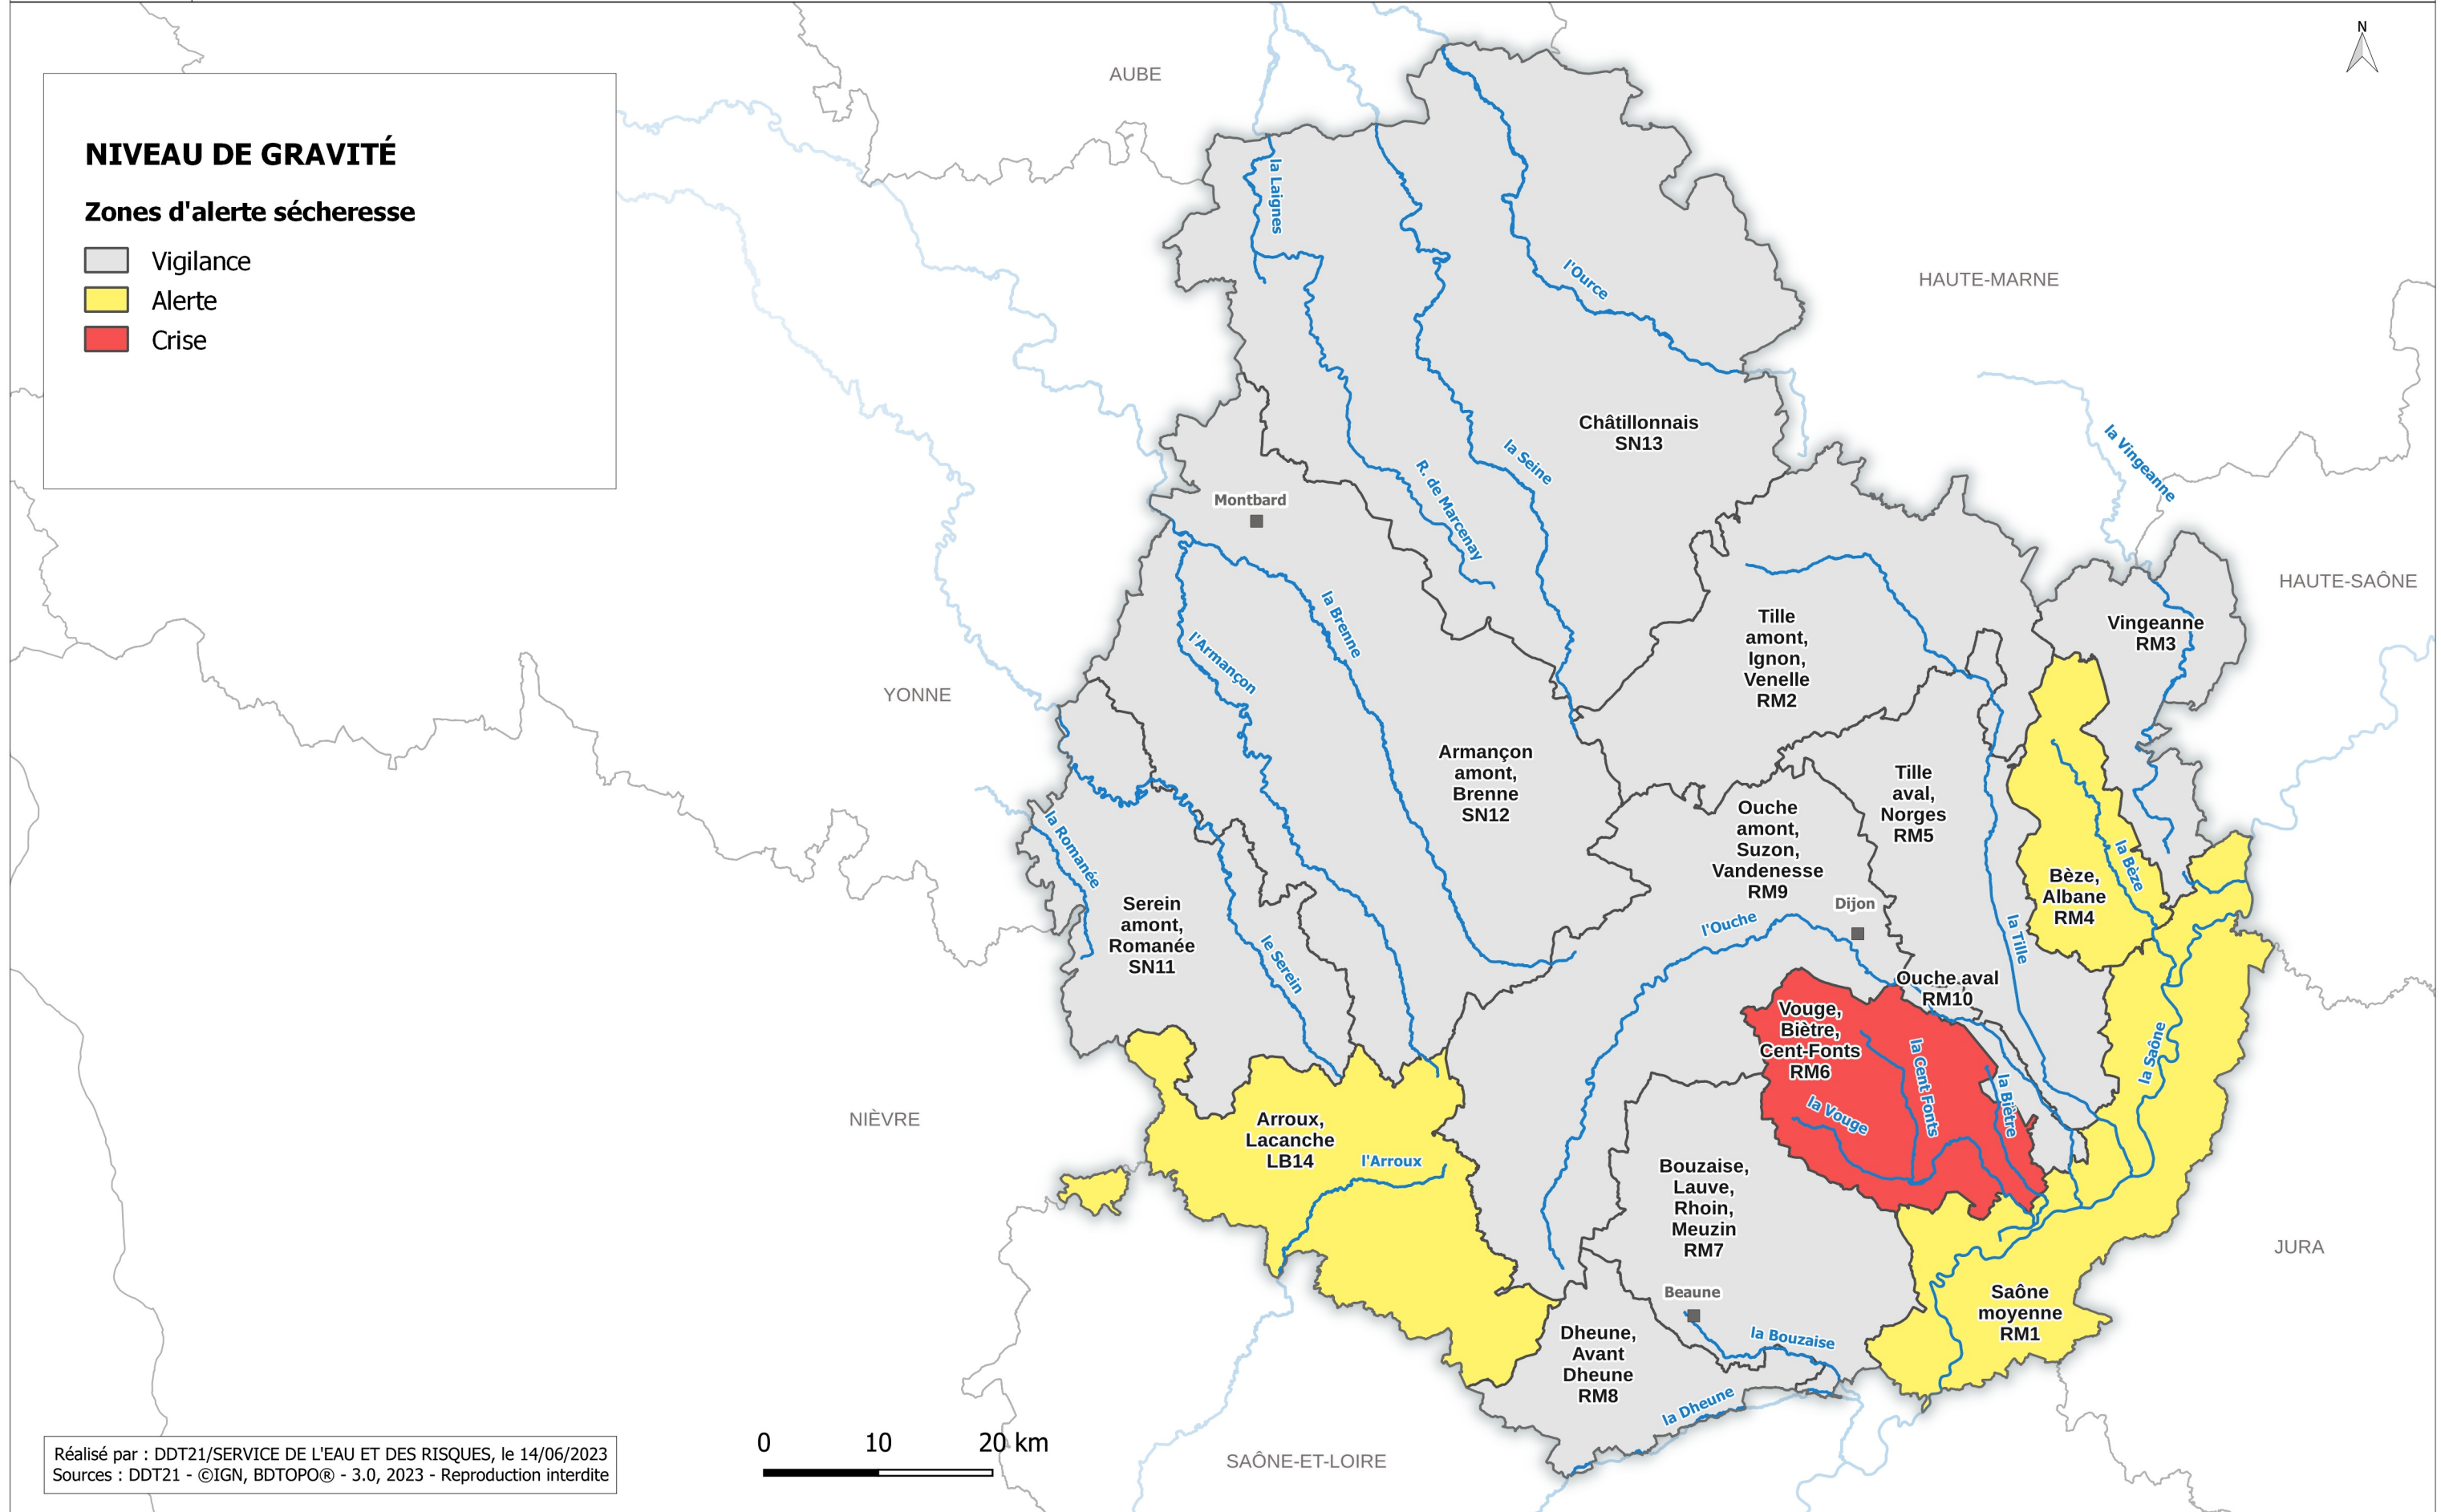 N
AUBE
NIVEAU DE GRAVITÉ
Zones d'alerte sécheresse
Vigilance
Alerte
Crise
la Laignes
l'Ource
HAUTE-MARNE
Châtillonnais
SN13
la Seine
R. de Marcenay
la Vingeanne
Montbard
HAUTE-SAÔNE
la Brenne
l'Armançon
Tille
amont,
Ignon,
Venelle
RM2
Vingeanne
RM3
YONNE
Armançon
amont,
Brenne
SN12
Tille
aval,
Norges
RM5
Ouche
amont,
Suzon,
Vandenesse
RM9
la Romanée
la Bèze
Bèze,
Albane
RM4
Serein
amont,
Romanée
SN11
le Serein
Dijon
l'Ouche
la Tille
Ouche aval
RM10
Vouge,
Biètre,
Cent-Fonts
RM6
la Cent Fonts
la Biètre
la Vouge
la Saône
NIÈVRE
Arroux,
Lacanche
LB14
l'Arroux
Bouzaise,
Lauve,
Rhoin,
Meuzin
RM7
JURA
Beaune
Saône
moyenne
RM1
la Bouzaise
Dheune,
Avant
Dheune
RM8
la Dheune
SAÔNE-ET-LOIRE
0 10 20 km
Réalisé par : DDT21/SERVICE DE L'EAU ET DES RISQUES, le 14/06/2023
Sources : DDT21 - ©IGN, BDTOPO® - 3.0, 2023 - Reproduction interdite